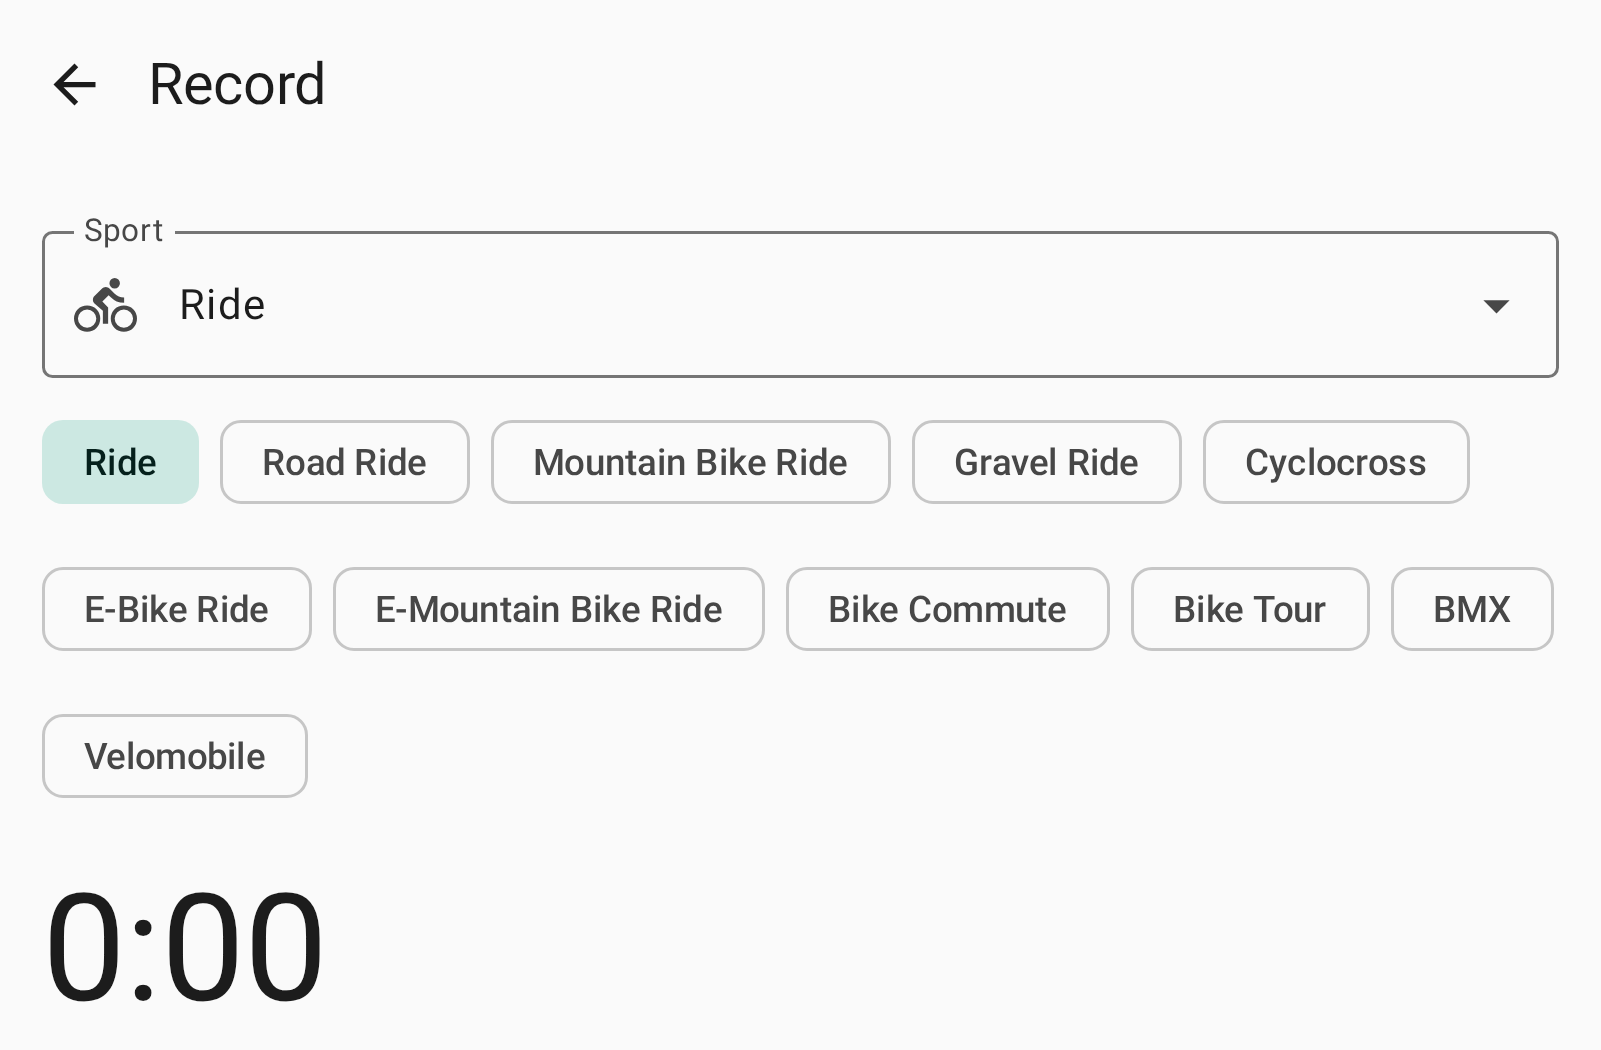 Record
Sport
Ride
Ride Road Ride Mountain Bike Ride Gravel Ride Cyclocross
E-Bike Ride E-Mountain Bike Ride Bike Commute Bike Tour BMX
Velomobile
0:00